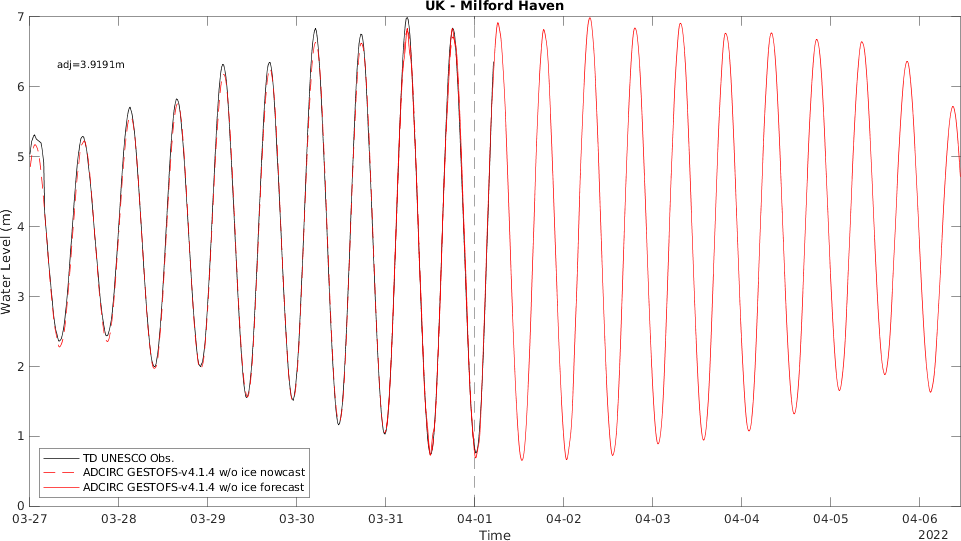 UK - Milford Haven
7
adj=3.9191m
6
5
4
3
2
1
0
Water Level (m)
TD UNESCO Obs.
ADCIRC GESTOFS-v4.1.4 w/o ice nowcast
ADCIRC GESTOFS-v4.1.4 w/o ice forecast
03-27 03-28 03-29 03-30 03-31 04-01 04-02 04-03 04-04 04-05 04-06
Time
2022